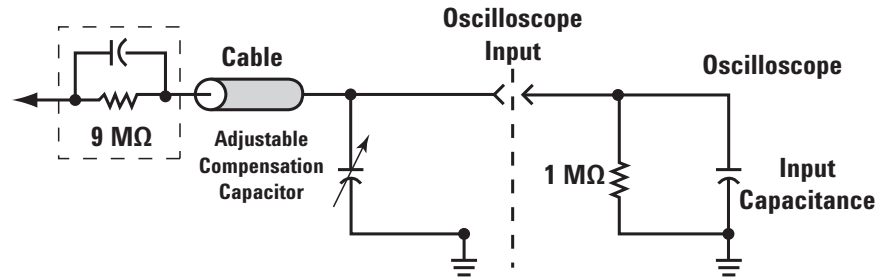 Oscilloscope
Input
Cable
Oscilloscope
9 MΩ
Adjustable
Compensation
Capacitor
1 MΩ
Input
Capacitance